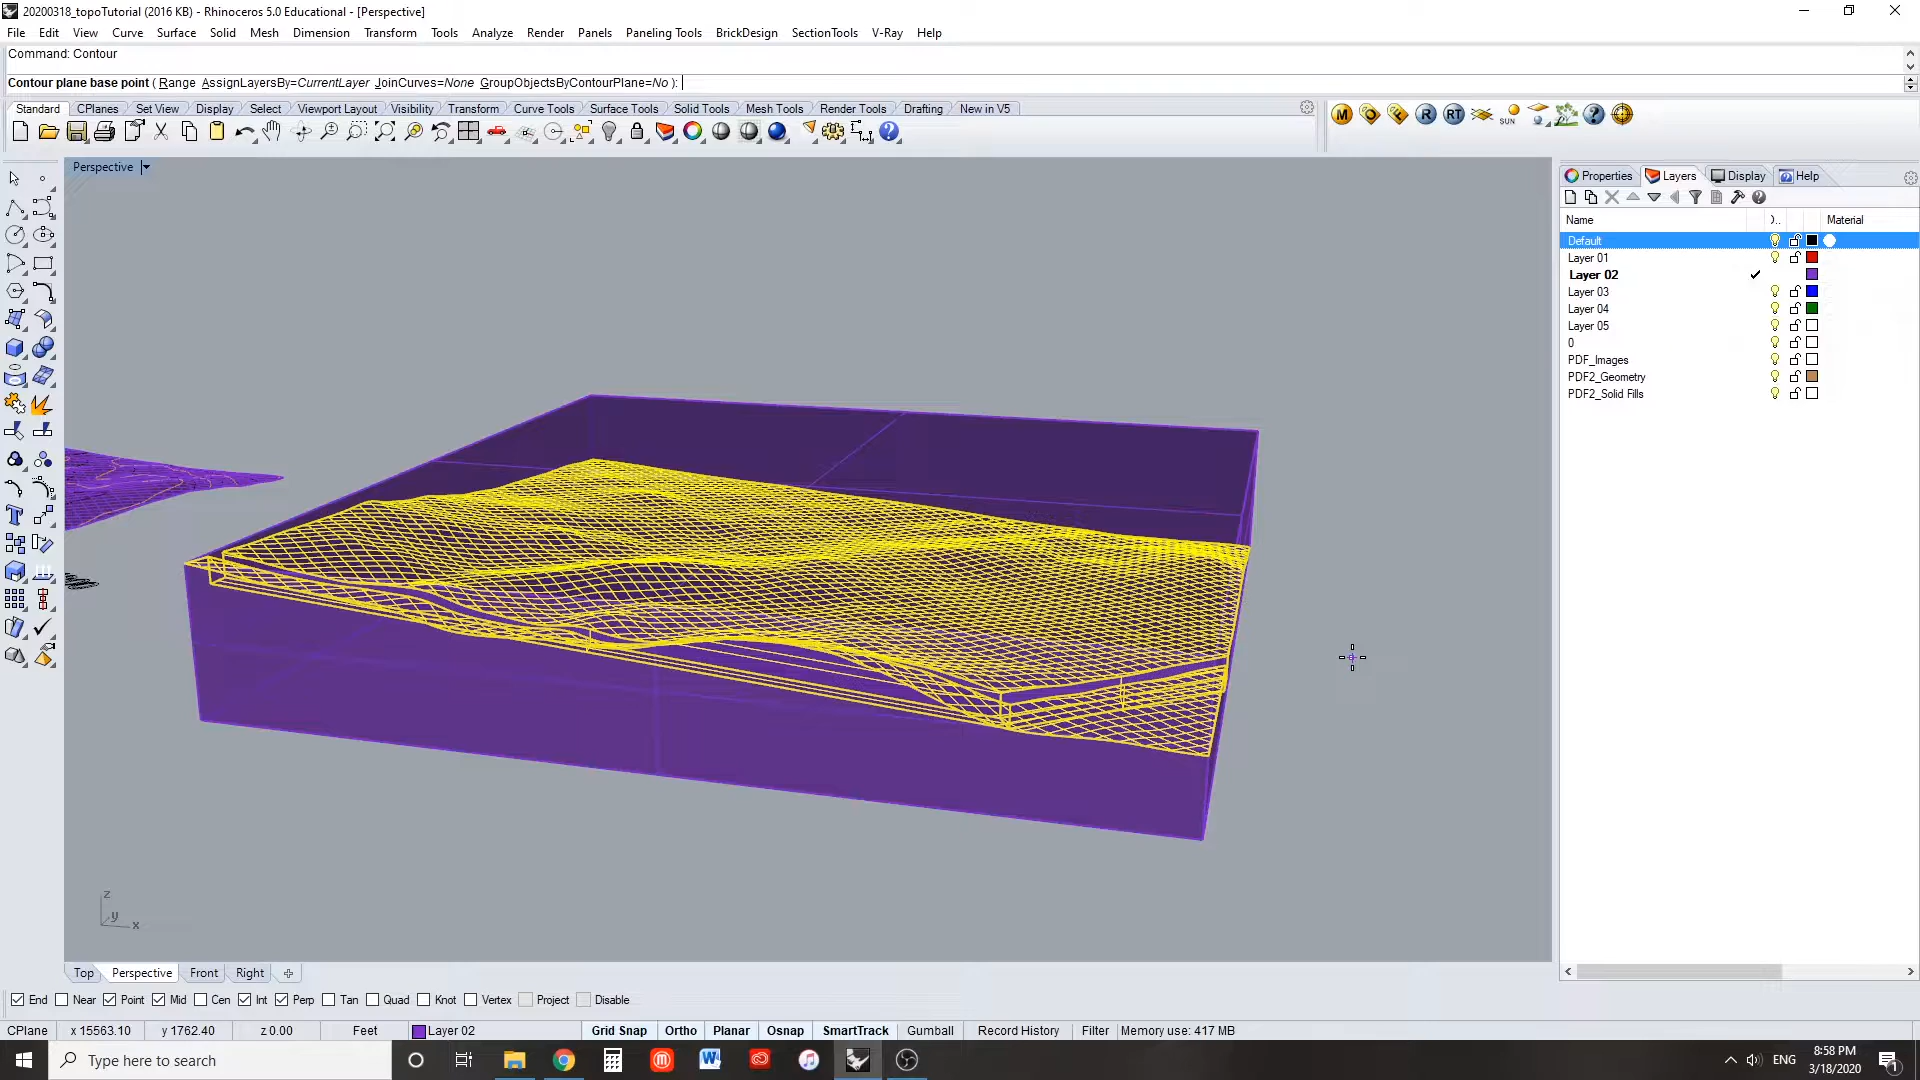 20200318_topoTutorial (2016 KB) - Rhinoceros 5.0 Educational - [Perspective]
File Edit View Curve Surface Solid Mesh Dimension Transform Tools Analyze Render Panels Paneling Tools BrickDesign SectionTools V-Ray Help
Command: Contour
Contour plane base point ( Range AssignLayersBy=CurrentLayer JoinCurves=None GroupObjectsByContourPlane=No ):
Standard CPlanes Set View Display Select Viewport Layout Visibility Transform Curve Tools Surface Tools Solid Tools Mesh Tools Render Tools Drafting New in V5
M R RT SUN
Perspective
Properties Layers Display Help
Name Material
Default
Layer 01
Layer 02
Layer 03
Layer 04
Layer 05
0
PDF_Images
PDF2_Geometry
PDF2_Solid Fills
z
y
x
Top Perspective Front Right
End Near Point Mid Cen Int Perp Tan Quad Knot Vertex Project Disable
CPlane x 15563.10 y 1762.40 z 0.00 Feet Layer 02 Grid Snap Ortho Planar Osnap SmartTrack Gumball Record History Filter Memory use: 417 MB
Type here to search
ENG
8:58 PM
3/18/2020
1